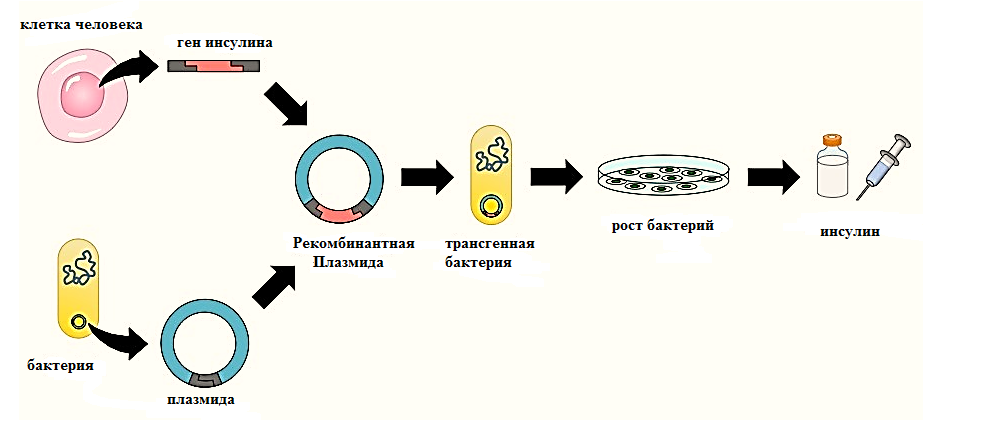 клетка человека
ген инсулина
Рекомбинантная
Плазмида
трансгенная
бактерия
рост бактерий
инсулин
бактерия
плазмида